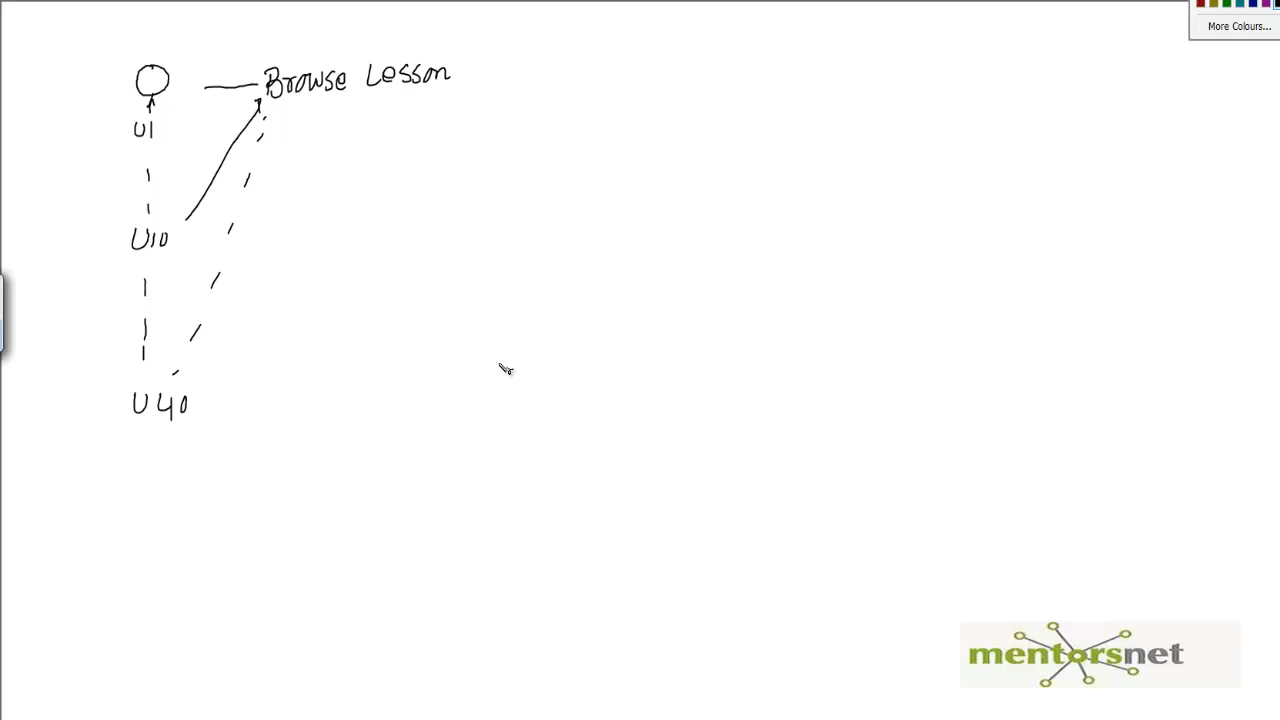 More Colours...
Browse Lesson
U1
U10
U40
mentorsnet